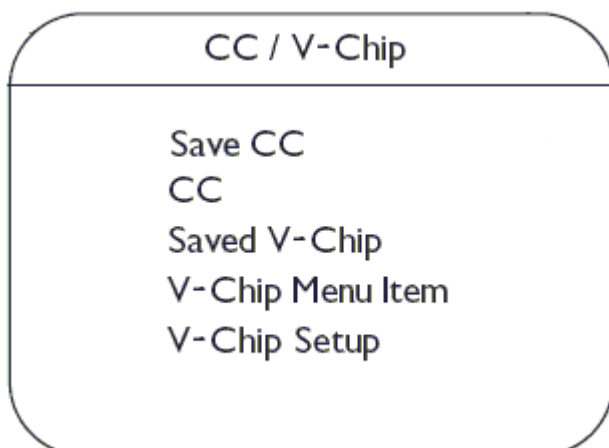 CC / V-Chip
Save CC
CC
Saved V-Chip
V-Chip Menu Item
V-Chip Setup